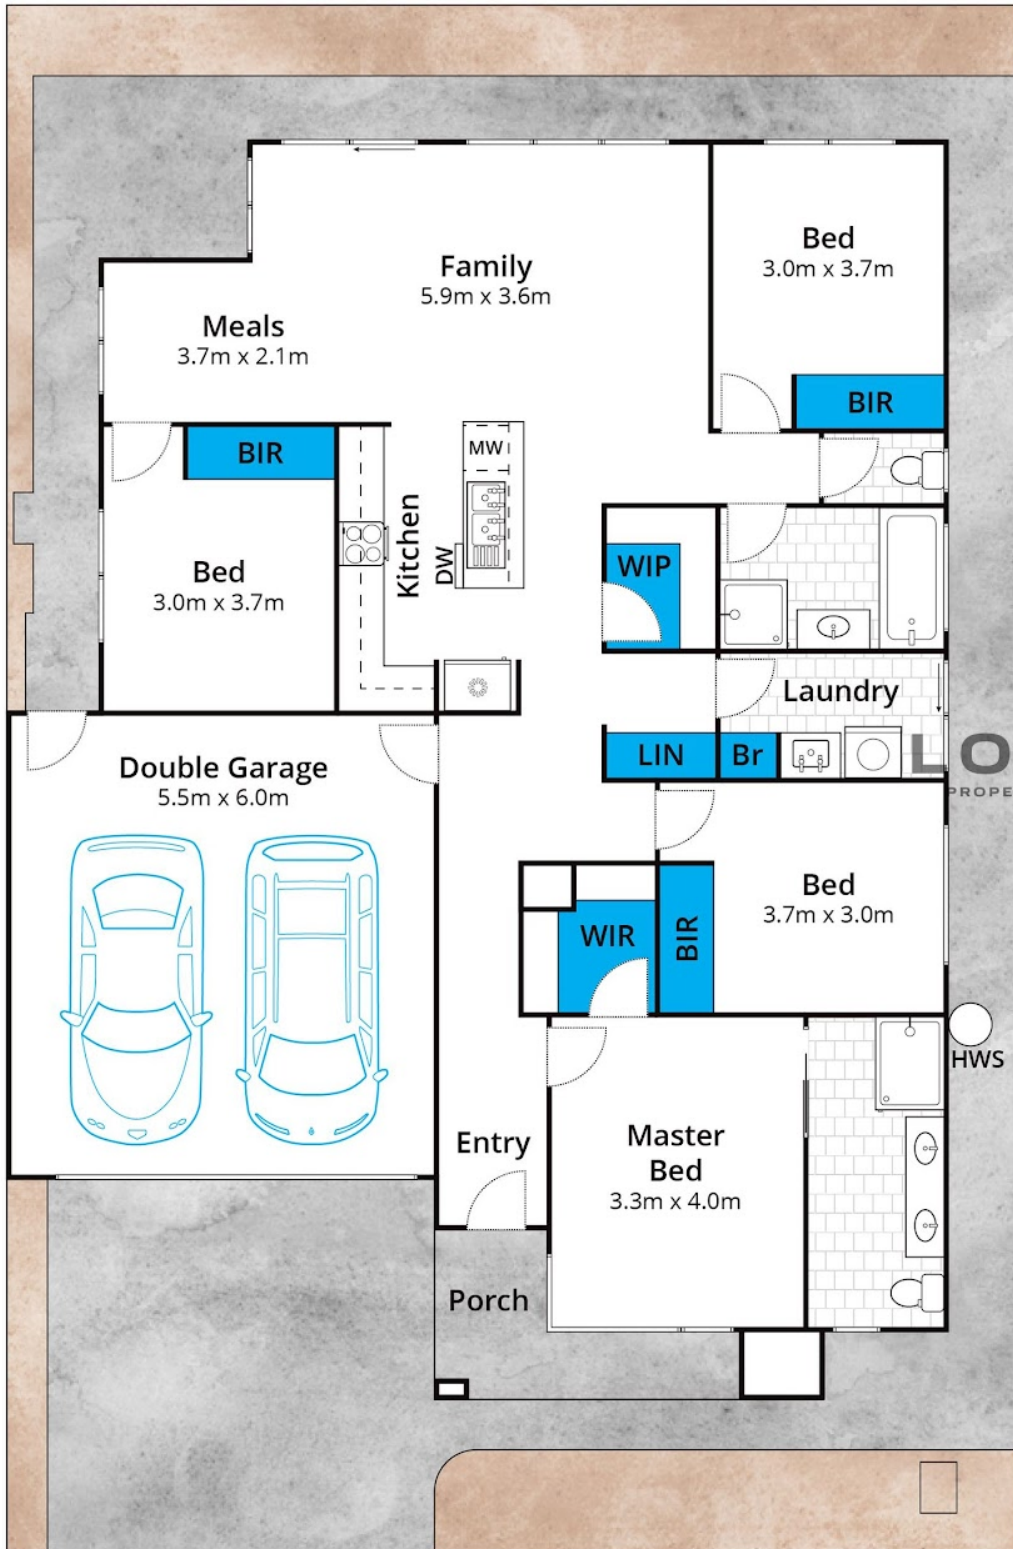 Family
5.9m x 3.6m
Bed
3.0m x 3.7m
Meals
3.7m x 2.1m
BIR
BIR
MW
Kitchen
DW
Bed
3.0m x 3.7m
WIP
Laundry
LIN
Br
LO
PROPE
Double Garage
5.5m x 6.0m
Bed
3.7m x 3.0m
WIR
BIR
HWS
Entry
Master
Bed
3.3m x 4.0m
Porch